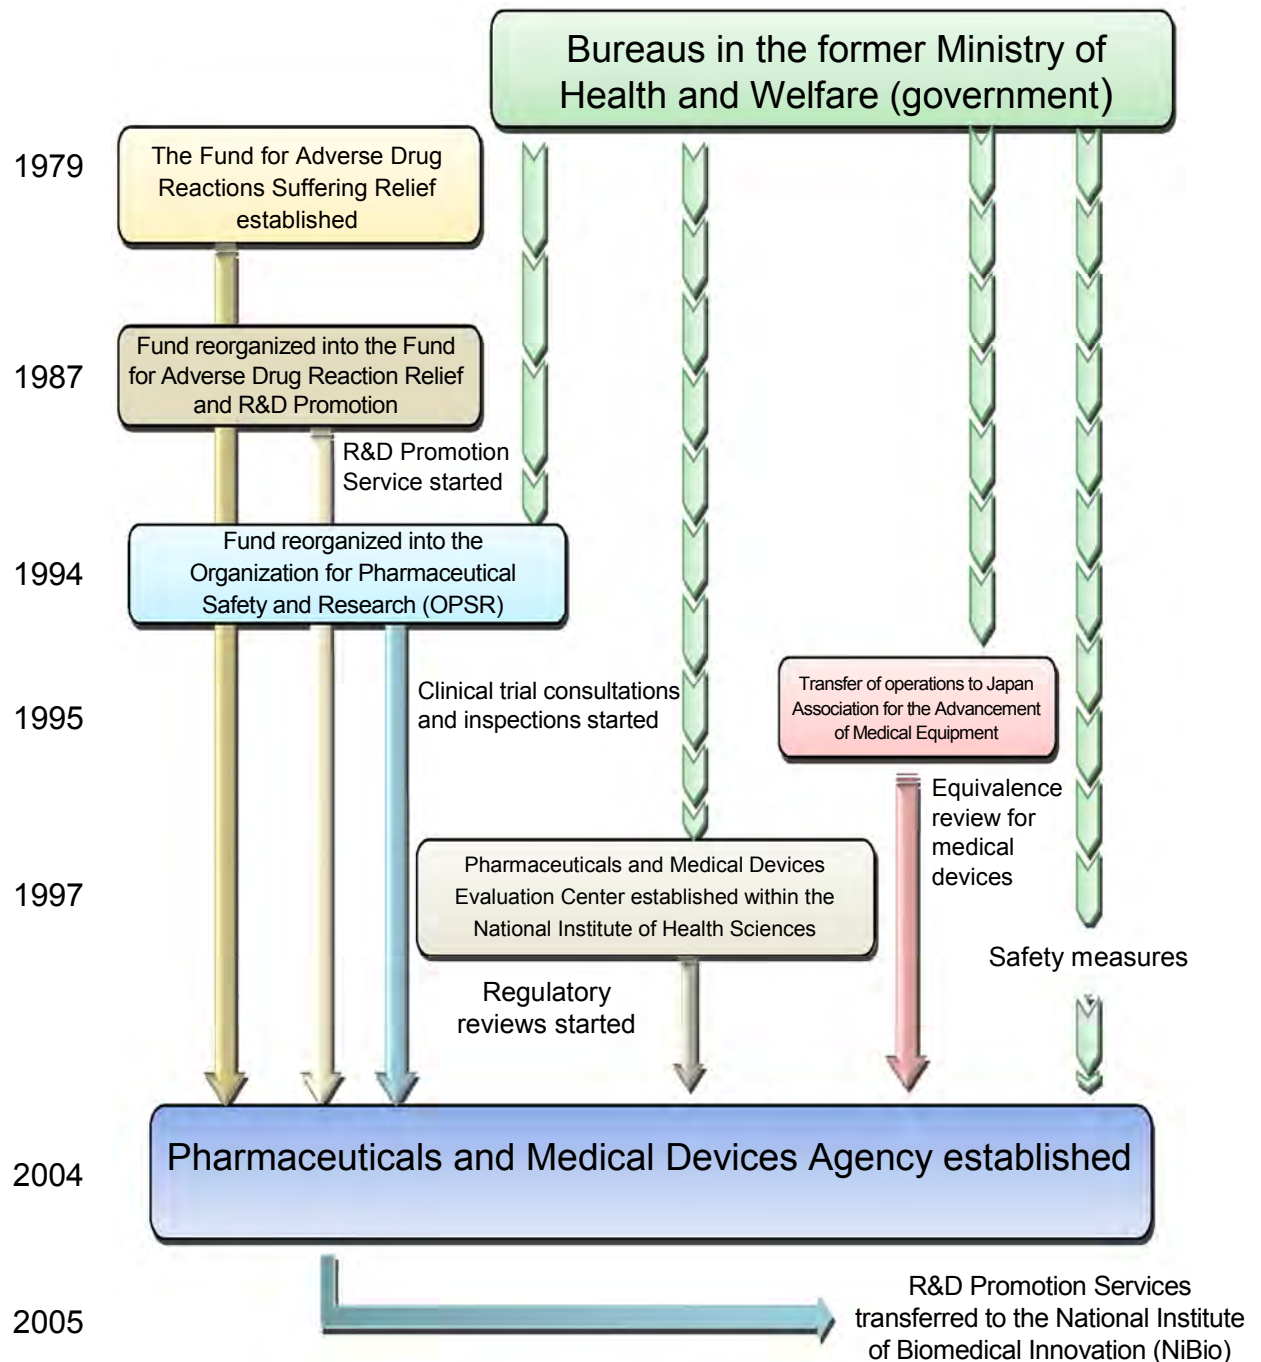 Bureaus in the former Ministry of
Health and Welfare (government)
1979
The Fund for Adverse Drug
Reactions Suffering Relief
established
1987
Fund reorganized into the Fund
for Adverse Drug Reaction Relief
and R&D Promotion
R&D Promotion
Service started
1994
Fund reorganized into the
Organization for Pharmaceutical
Safety and Research (OPSR)
Clinical trial consultations
and inspections started
1995
Transfer of operations to Japan
Association for the Advancement
of Medical Equipment
Equivalence
review for
medical
devices
1997
Pharmaceuticals and Medical Devices
Evaluation Center established within the
National Institute of Health Sciences
Safety measures
Regulatory
reviews started
2004
Pharmaceuticals and Medical Devices Agency established
2005
R&D Promotion Services
transferred to the National Institute
of Biomedical Innovation (NiBio)